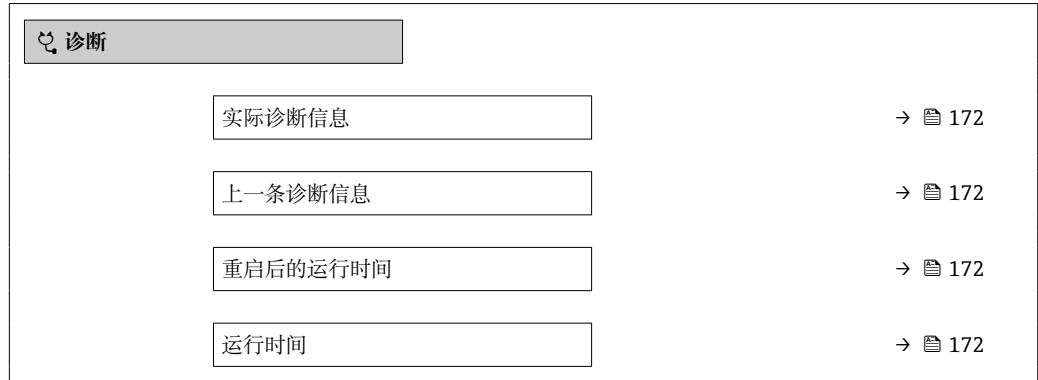 诊断
实际诊断信息 → 172
上一条诊断信息 → 172
重启后的运行时间 → 172
运行时间 → 172